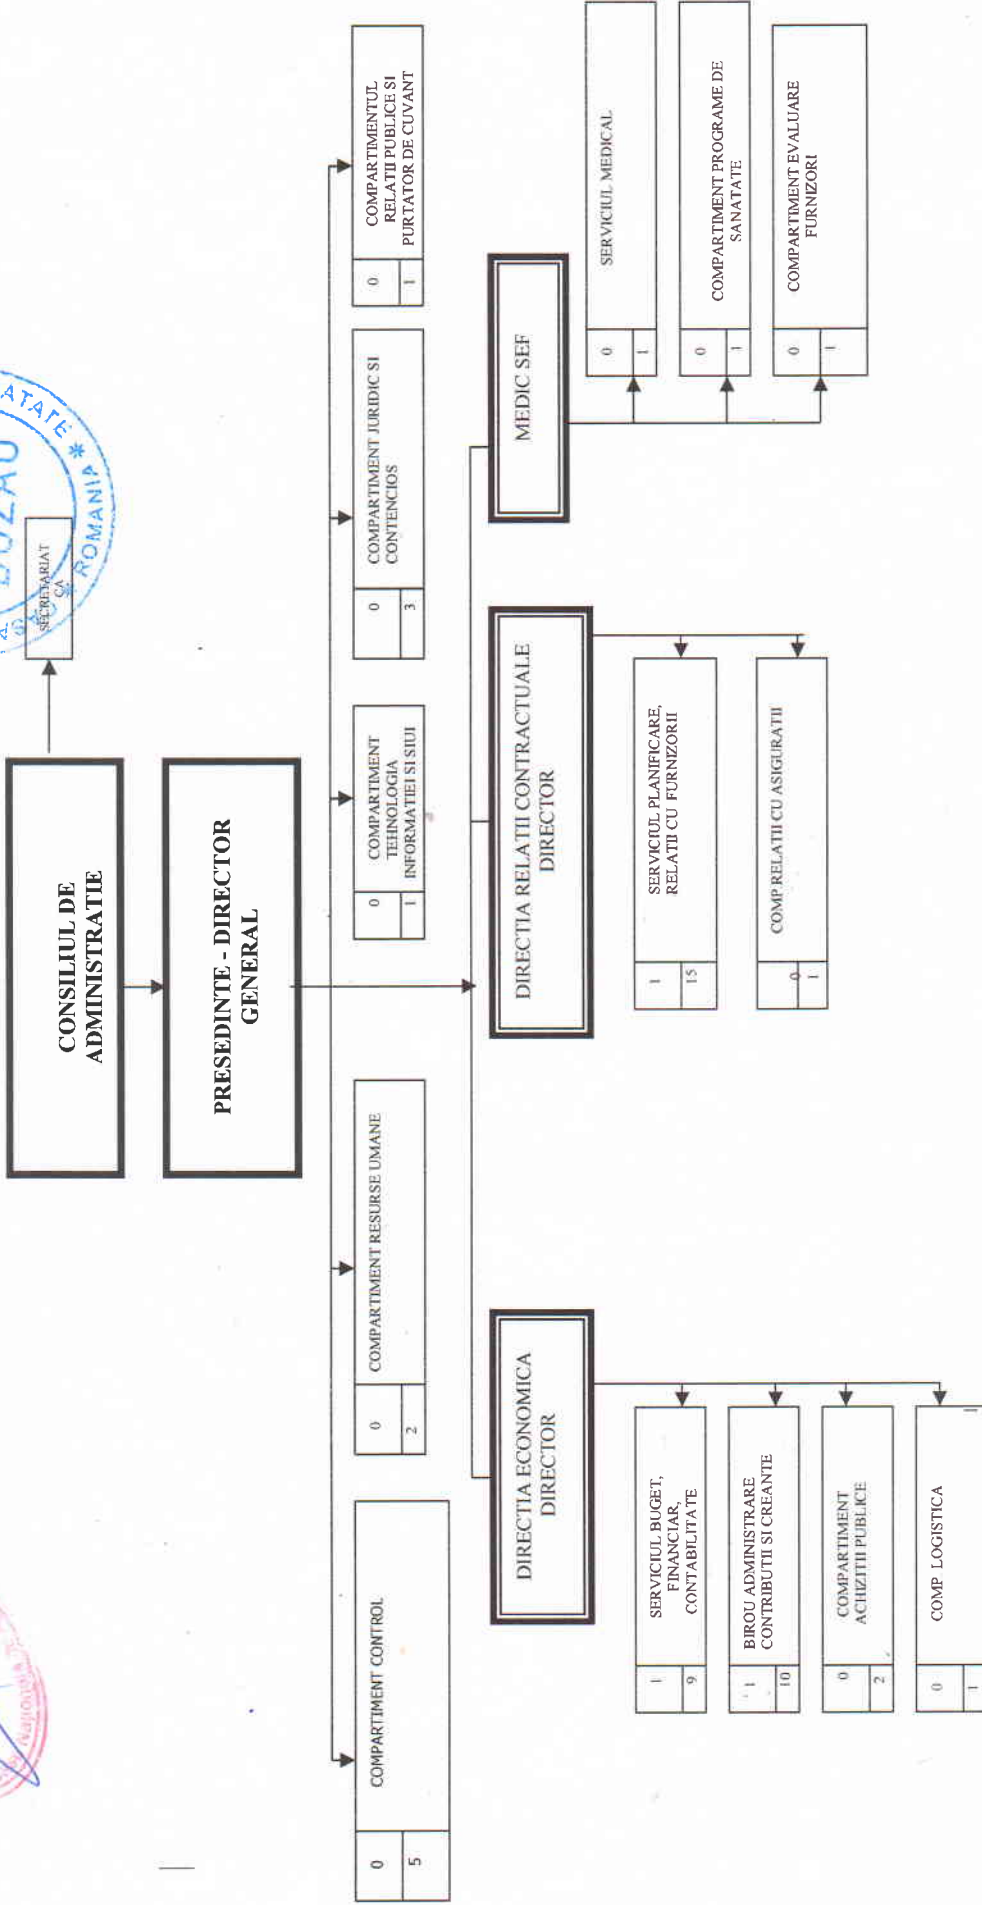 ATATE *
BUZAU
* ROMANIA *
SECRETARIAT
CA
CONSILIUL DE
ADMINISTRATIE
PRESEDINTE - DIRECTOR
GENERAL
0
5
COMPARTIMENT CONTROL
0
2
COMPARTIMENT RESURSE UMANE
0
1
COMPARTIMENT
TEHNOLOGIA
INFORMATIEI SI SIUI
0
3
COMPARTIMENT JURIDIC SI
CONTENCIOS
0
1
COMPARTIMENTUL
RELATII PUBLICE SI
PURTATOR DE CUVANT
DIRECTIA ECONOMICA
DIRECTOR
DIRECTIA RELATII CONTRACTUALE
DIRECTOR
MEDIC SEF
1
9
SERVICIUL BUGET,
FINANCIAR,
CONTABILITATE
1
10
BIROU ADMINISTRARE
CONTRIBUTII SI CREANTE
0
2
COMPARTIMENT
ACHIZITII PUBLICE
0
1
COMP LOGISTICA
1
1
15
SERVICIUL PLANIFICARE,
RELATII CU FURNIZORII
0
1
COMP RELATII CU ASIGURATII
0
1
SERVICIUL MEDICAL
0
1
COMPARTIMENT PROGRAME DE
SANATATE
0
1
COMPARTIMENT EVALUARE
FURNIZORI